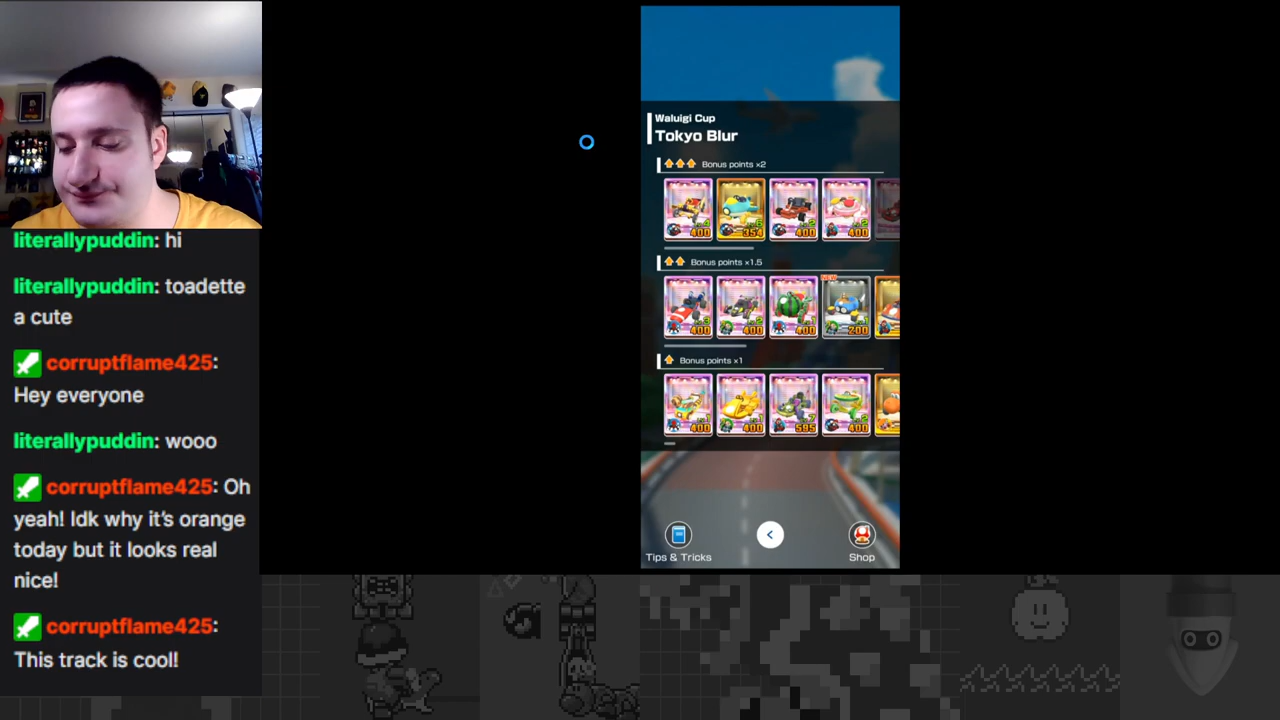 literallypuddin: hi
literallypuddin: toadette
a cute
corruptflame425:
Hey everyone
literallypuddin: wooo
corruptflame425: Oh
yeah! Idk why it's orange
today but it looks real
nice!
corruptflame425:
This track is cool!
Waluigi Cup
Tokyo Blur
Bonus points ×2
400 354 400 400
Bonus points ×1.5
NEW
400 400 400 200
Bonus points ×1
400 400 595 400
Tips & Tricks
<
Shop